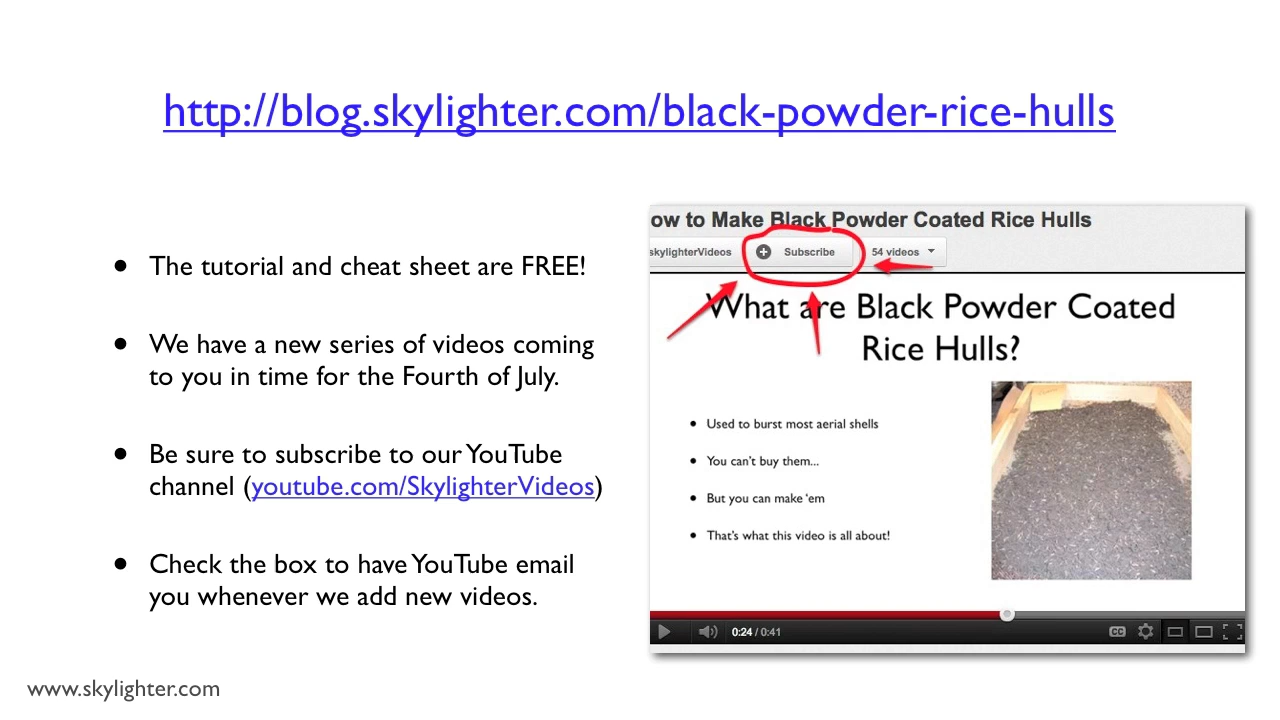 http://blog.skylighter.com/black-powder-rice-hulls
• The tutorial and cheat sheet are FREE!
• We have a new series of videos coming
to you in time for the Fourth of July.
• Be sure to subscribe to our YouTube
channel (youtube.com/SkylighterVideos)
• Check the box to have YouTube email
you whenever we add new videos.
ow to Make Black Powder Coated Rice Hulls
skylighterVideos Subscribe 54 videos
What are Black Powder Coated
Rice Hulls?
• Used to burst most aerial shells
• You can't buy them...
• But you can make 'em
• That's what this video is all about!
0:24 / 0:41 CC
www.skylighter.com